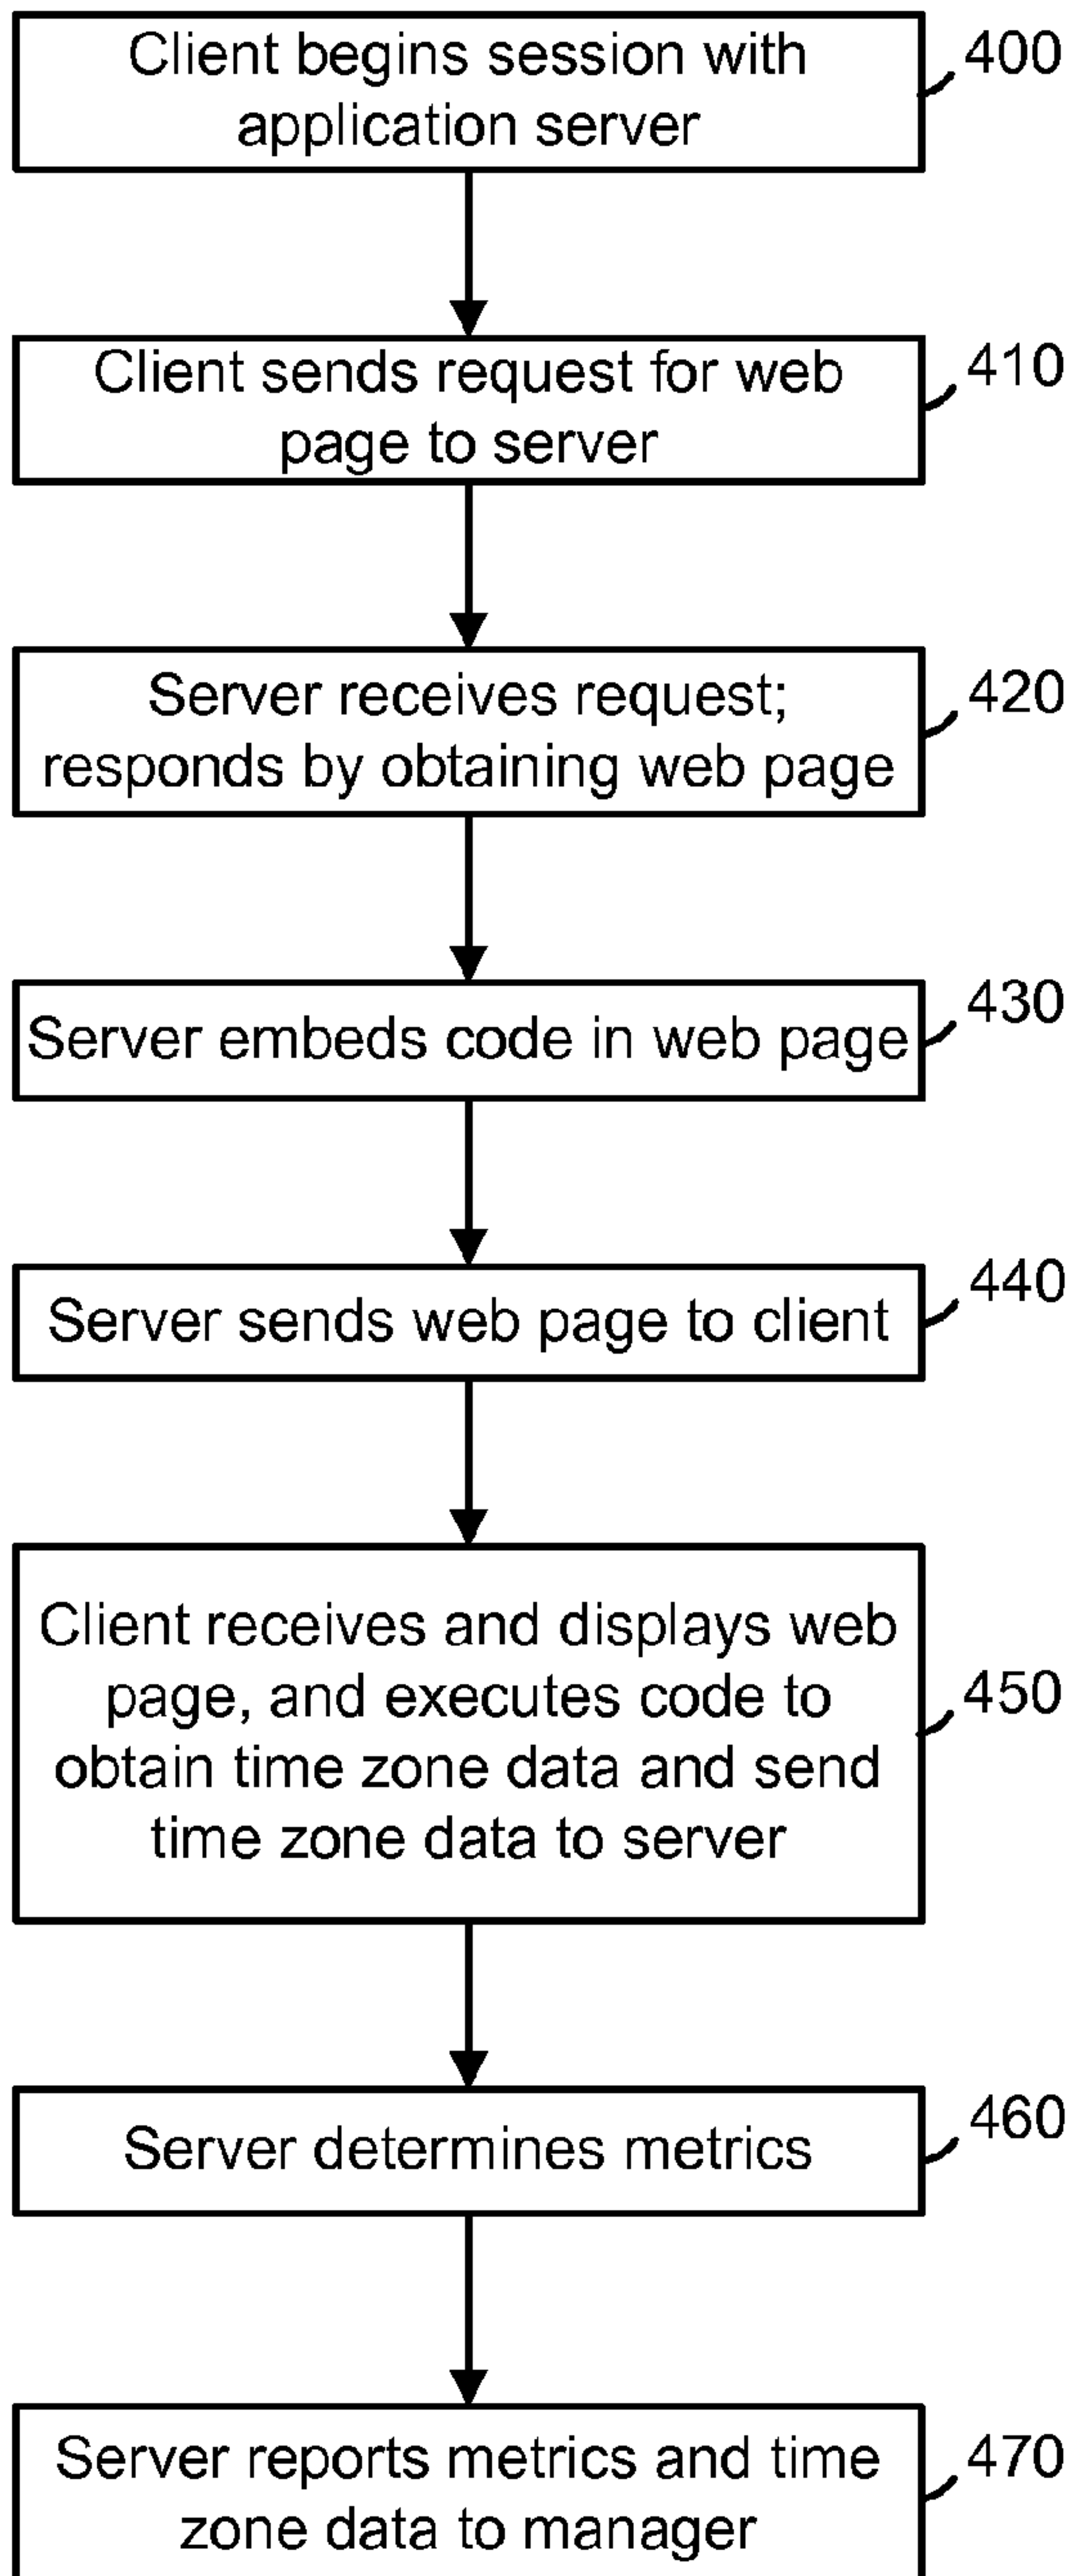 Client begins session with
application server
400
Client sends request for web
page to server
410
Server receives request;
responds by obtaining web page
420
Server embeds code in web page
430
Server sends web page to client
440
Client receives and displays web
page, and executes code to
obtain time zone data and send
time zone data to server
450
Server determines metrics
460
Server reports metrics and time
zone data to manager
470